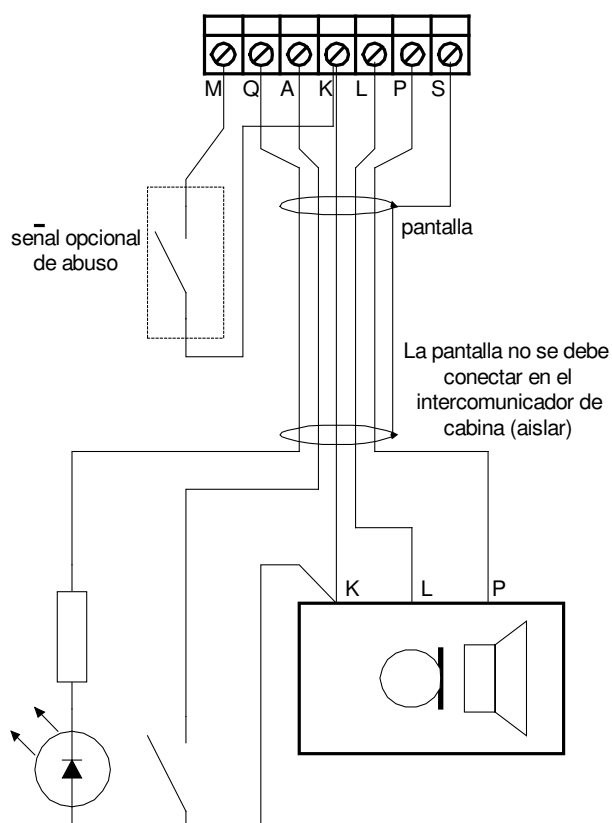 M Q A K L P S
señal opcional
de abuso
pantalla
La pantalla no se debe
conectar en el
intercomunicador de
cabina (aislar)
K L P